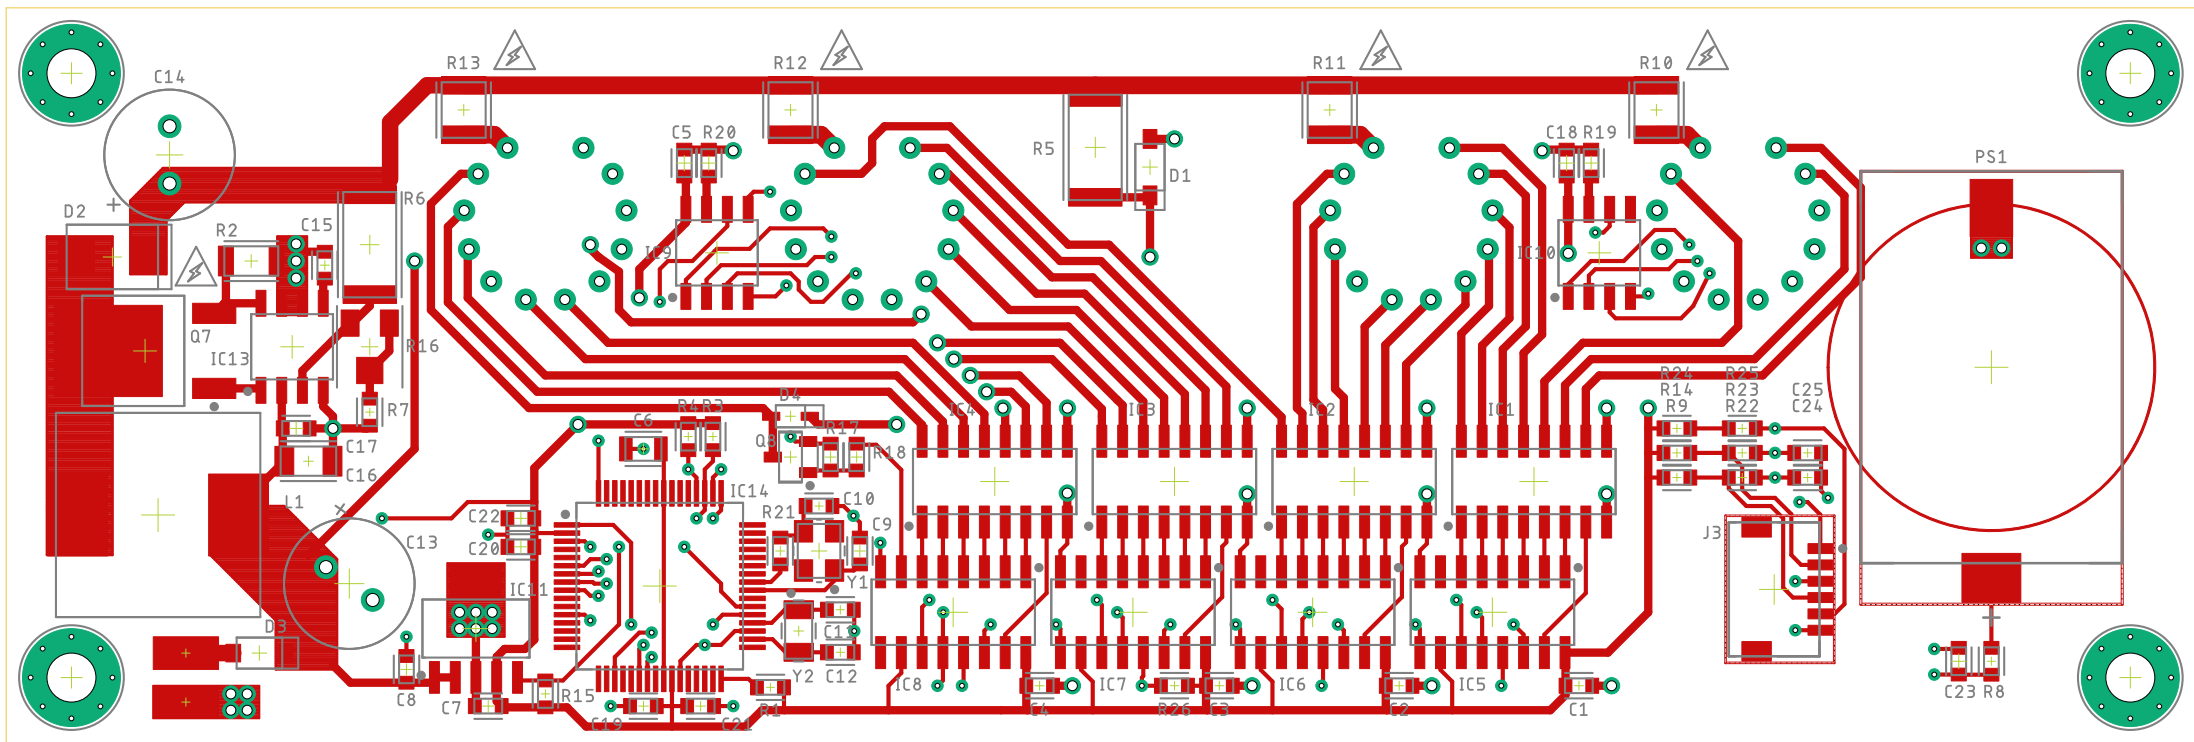 R13
R12
R11
R10
C14
C5 R20
C18 R19
R5
D1
PS1
D2
R6
R2
C15
IC9
IC10
Q7
IC13
R16
R7
R24
R25
R14
R23
C25
R9
R22
C24
D4
IC4
IC3
IC2
IC1
C6
R4 R3
Q8
R17
R18
C17
C16
L1
IC14
C10
R21
C9
C22
C20
C13
J3
Y1
IC11
C11
D3
C12
Y2
IC8
IC7
IC6
IC5
C8
C7
R15
C19
C21
R1
C4
R26
C3
C2
C1
C23
R8